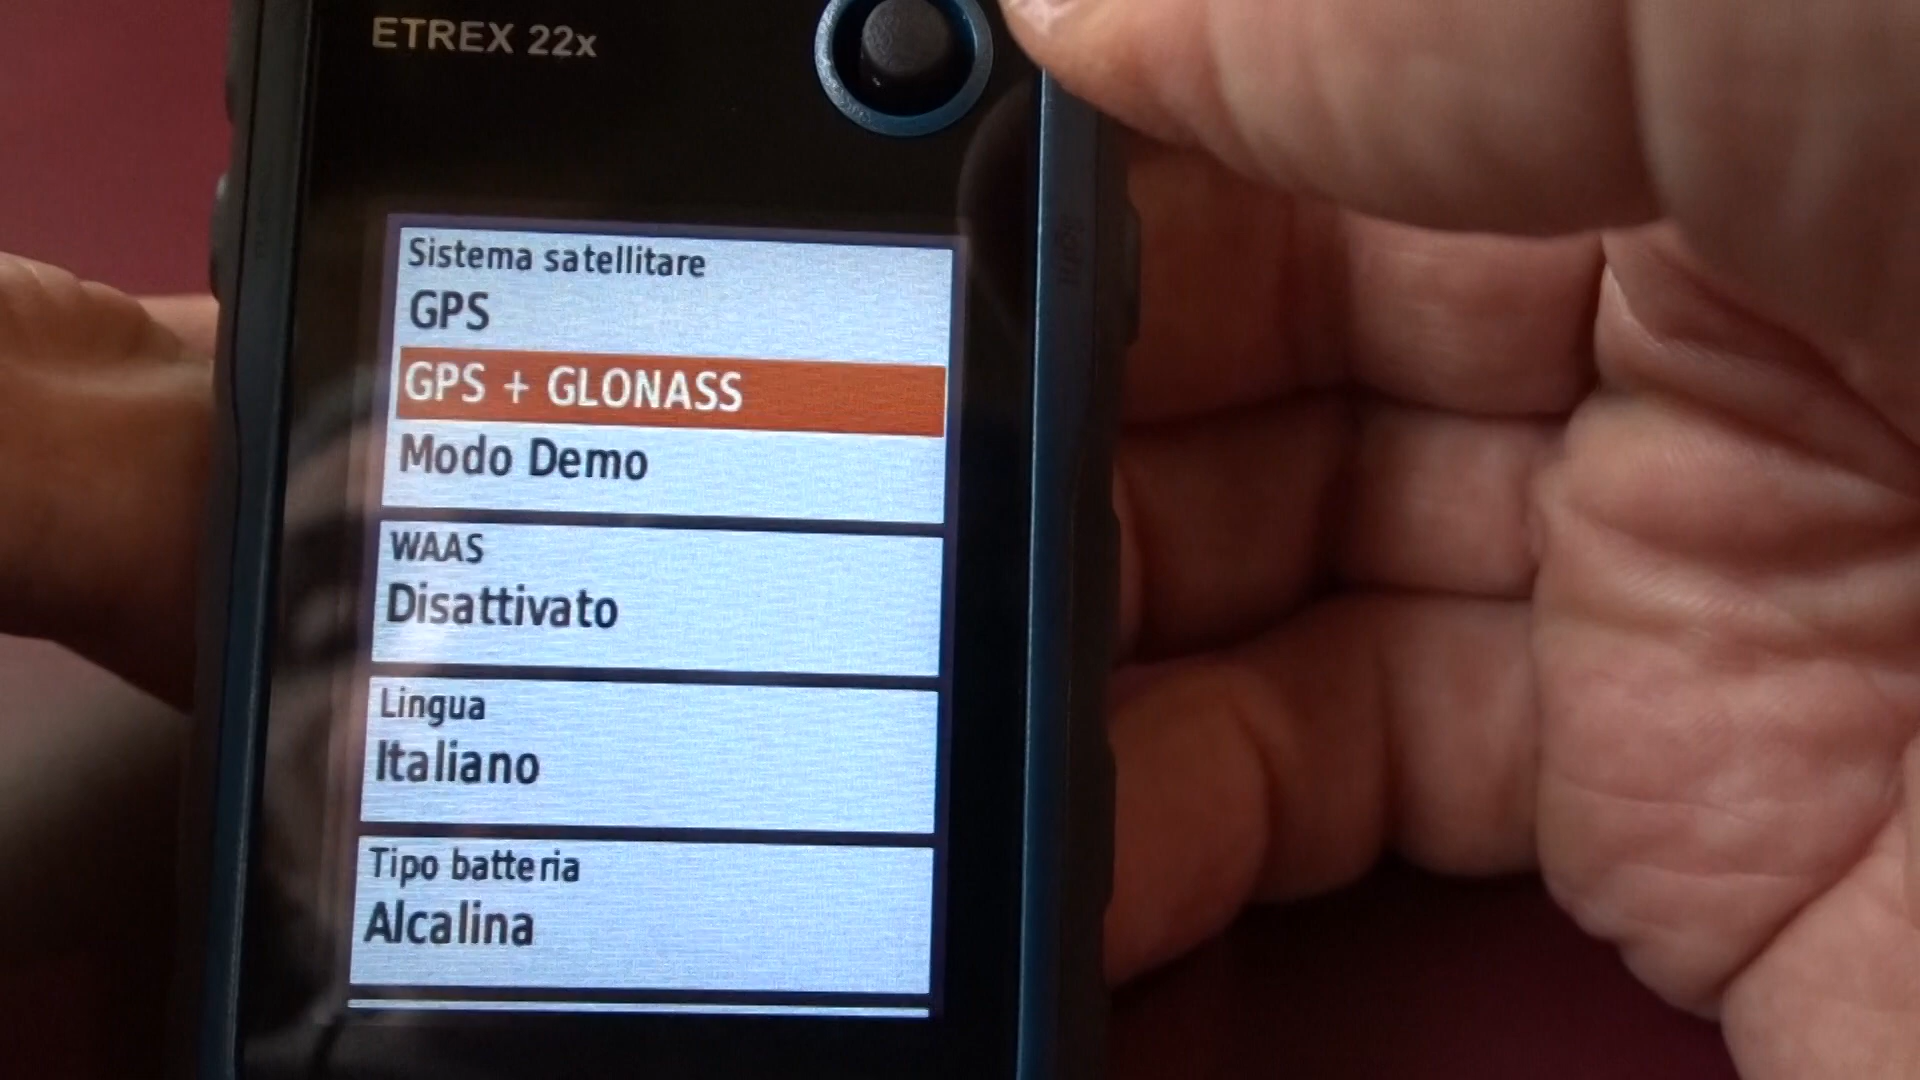 ETREX 22x
Sistema satellitare
GPS
GPS + GLONASS
Modo Demo
WAAS
Disattivato
Lingua
Italiano
Tipo batteria
Alcalina